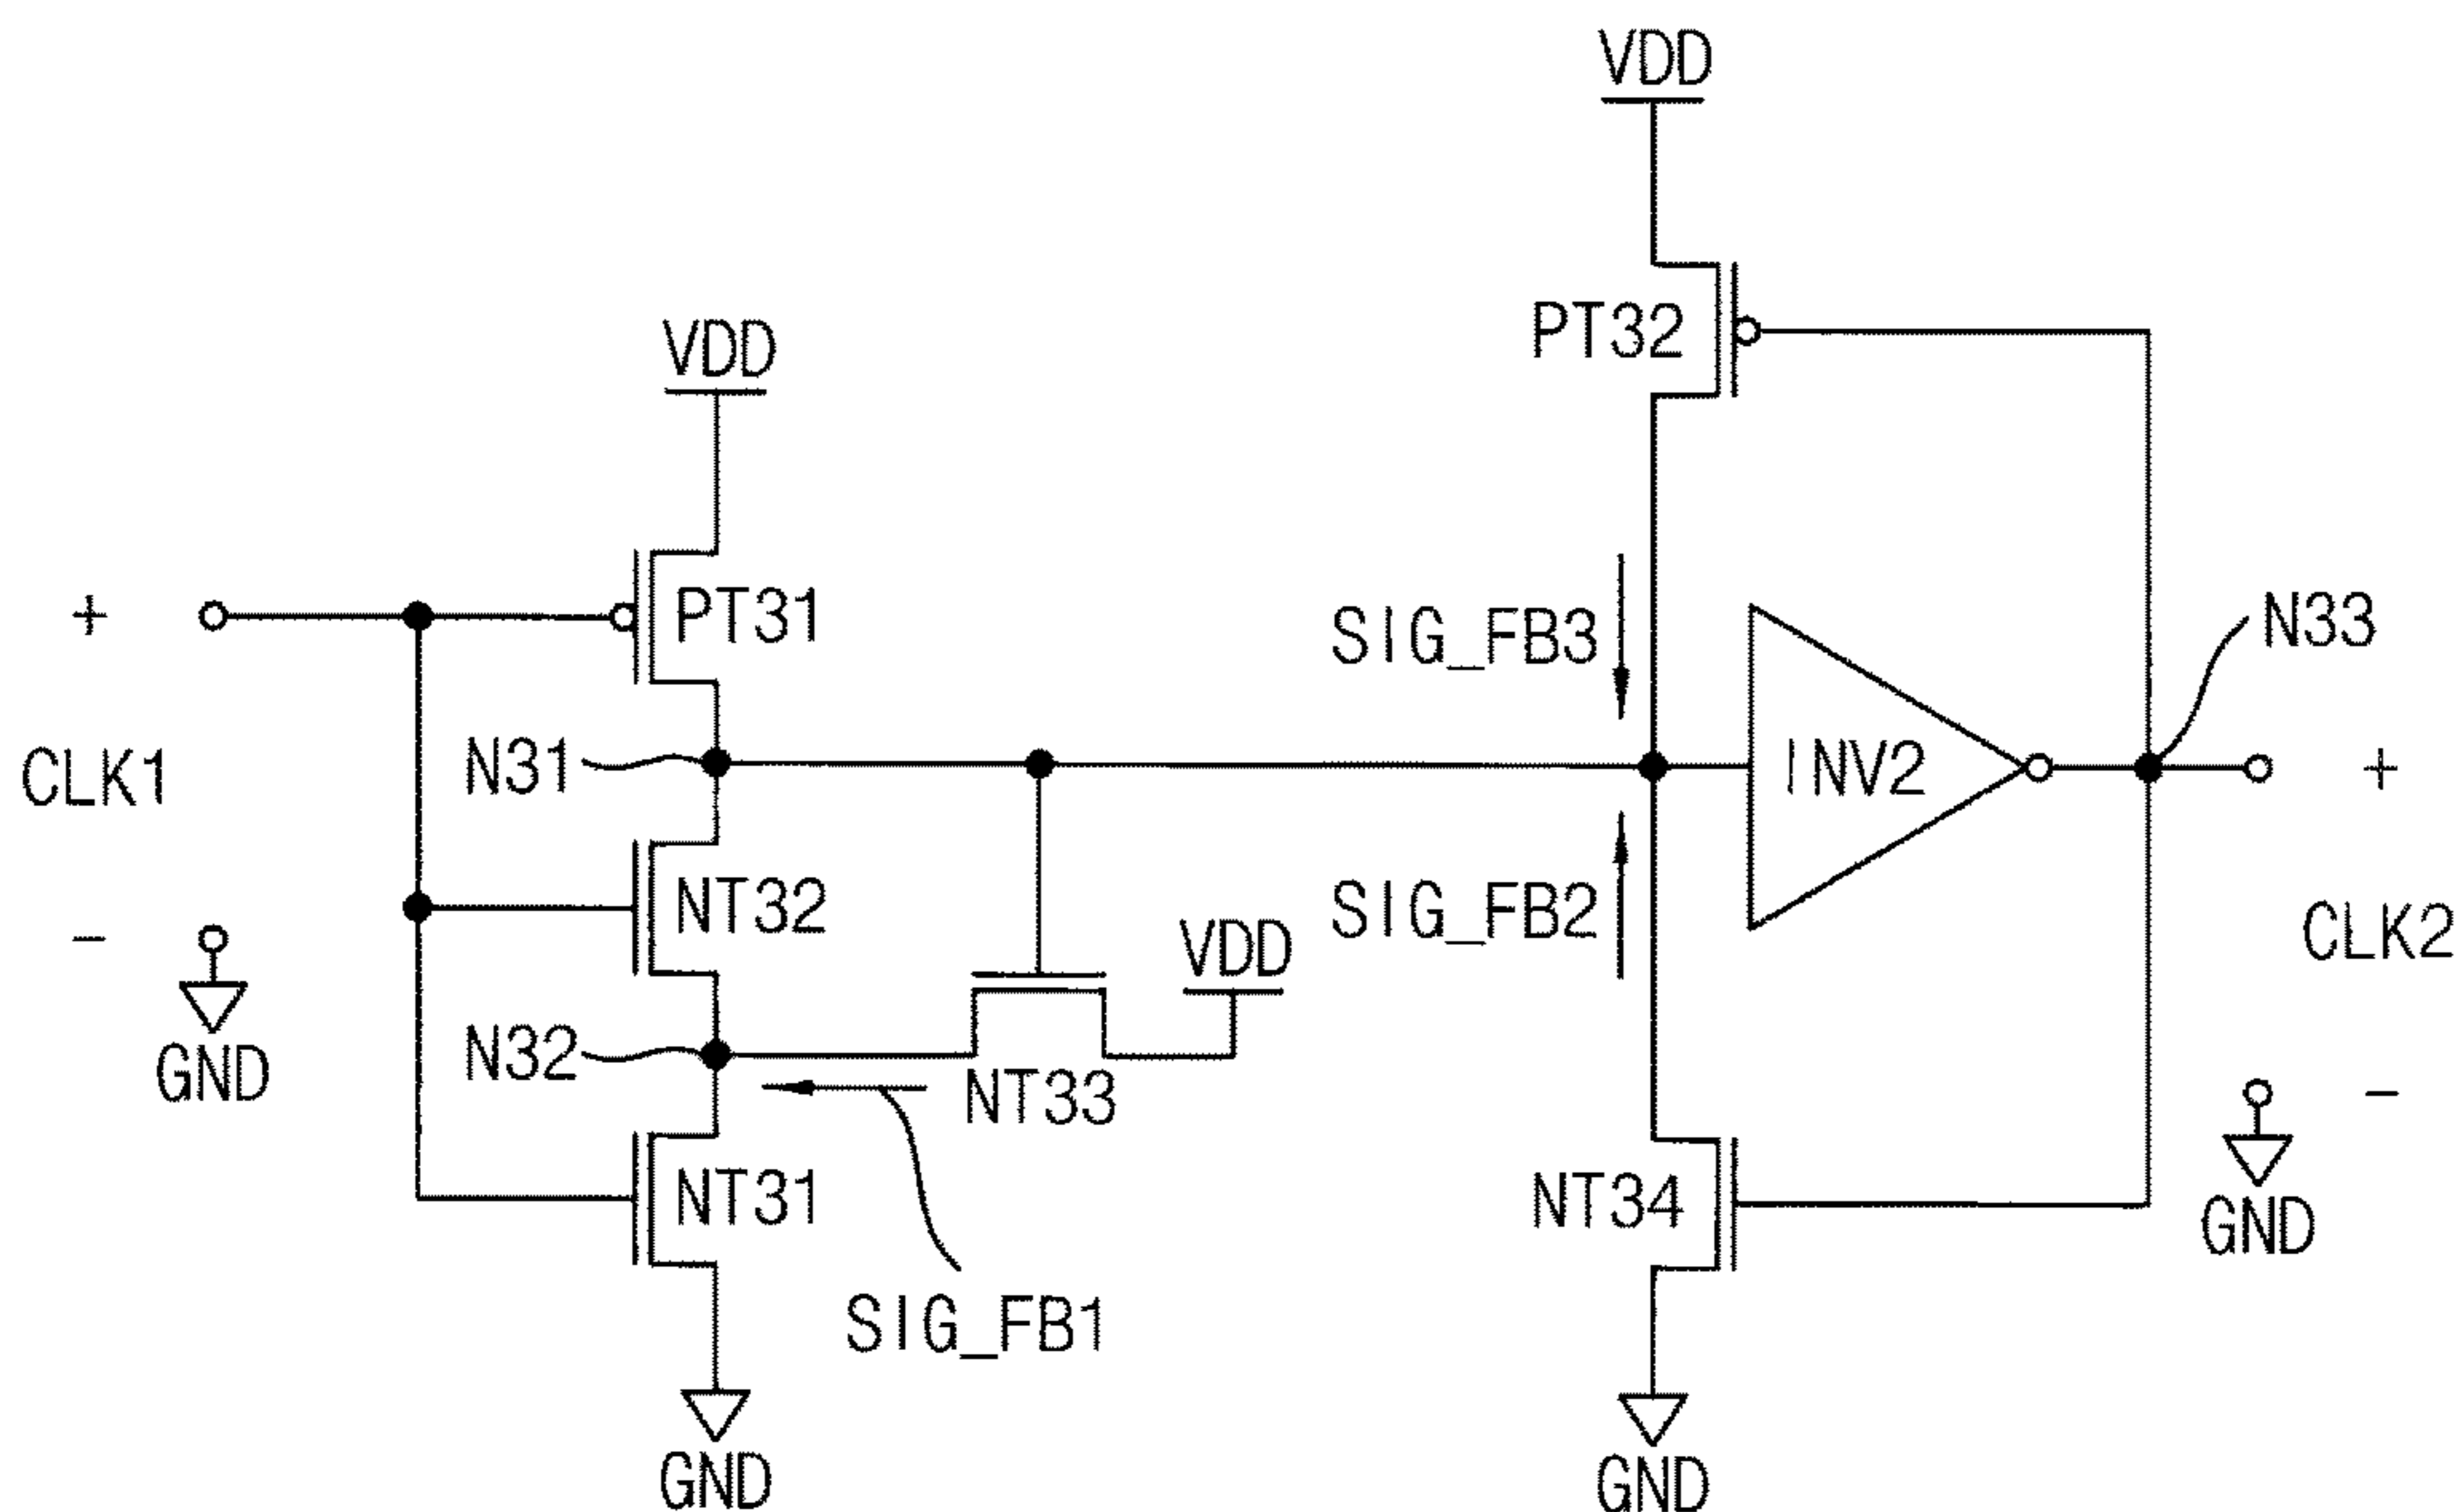 VDD
PT32
VDD
+
PT31
SIG_FB3
N33
N31
INV2
+
CLK1
NT32
SIG_FB2
VDD
CLK2
-
GND
N32
NT33
-
NT31
NT34
GND
SIG_FB1
GND
GND